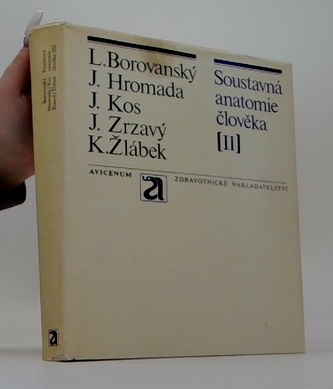 L. Borovanský
J. Hromada
J. Kos
J. Zrzavý
K. Žlábek
Soustavná
anatomie
člověka
[II]
AVICENUM
a
ZDRAVOTNICKÉ NAKLADATELSTVÍ
a